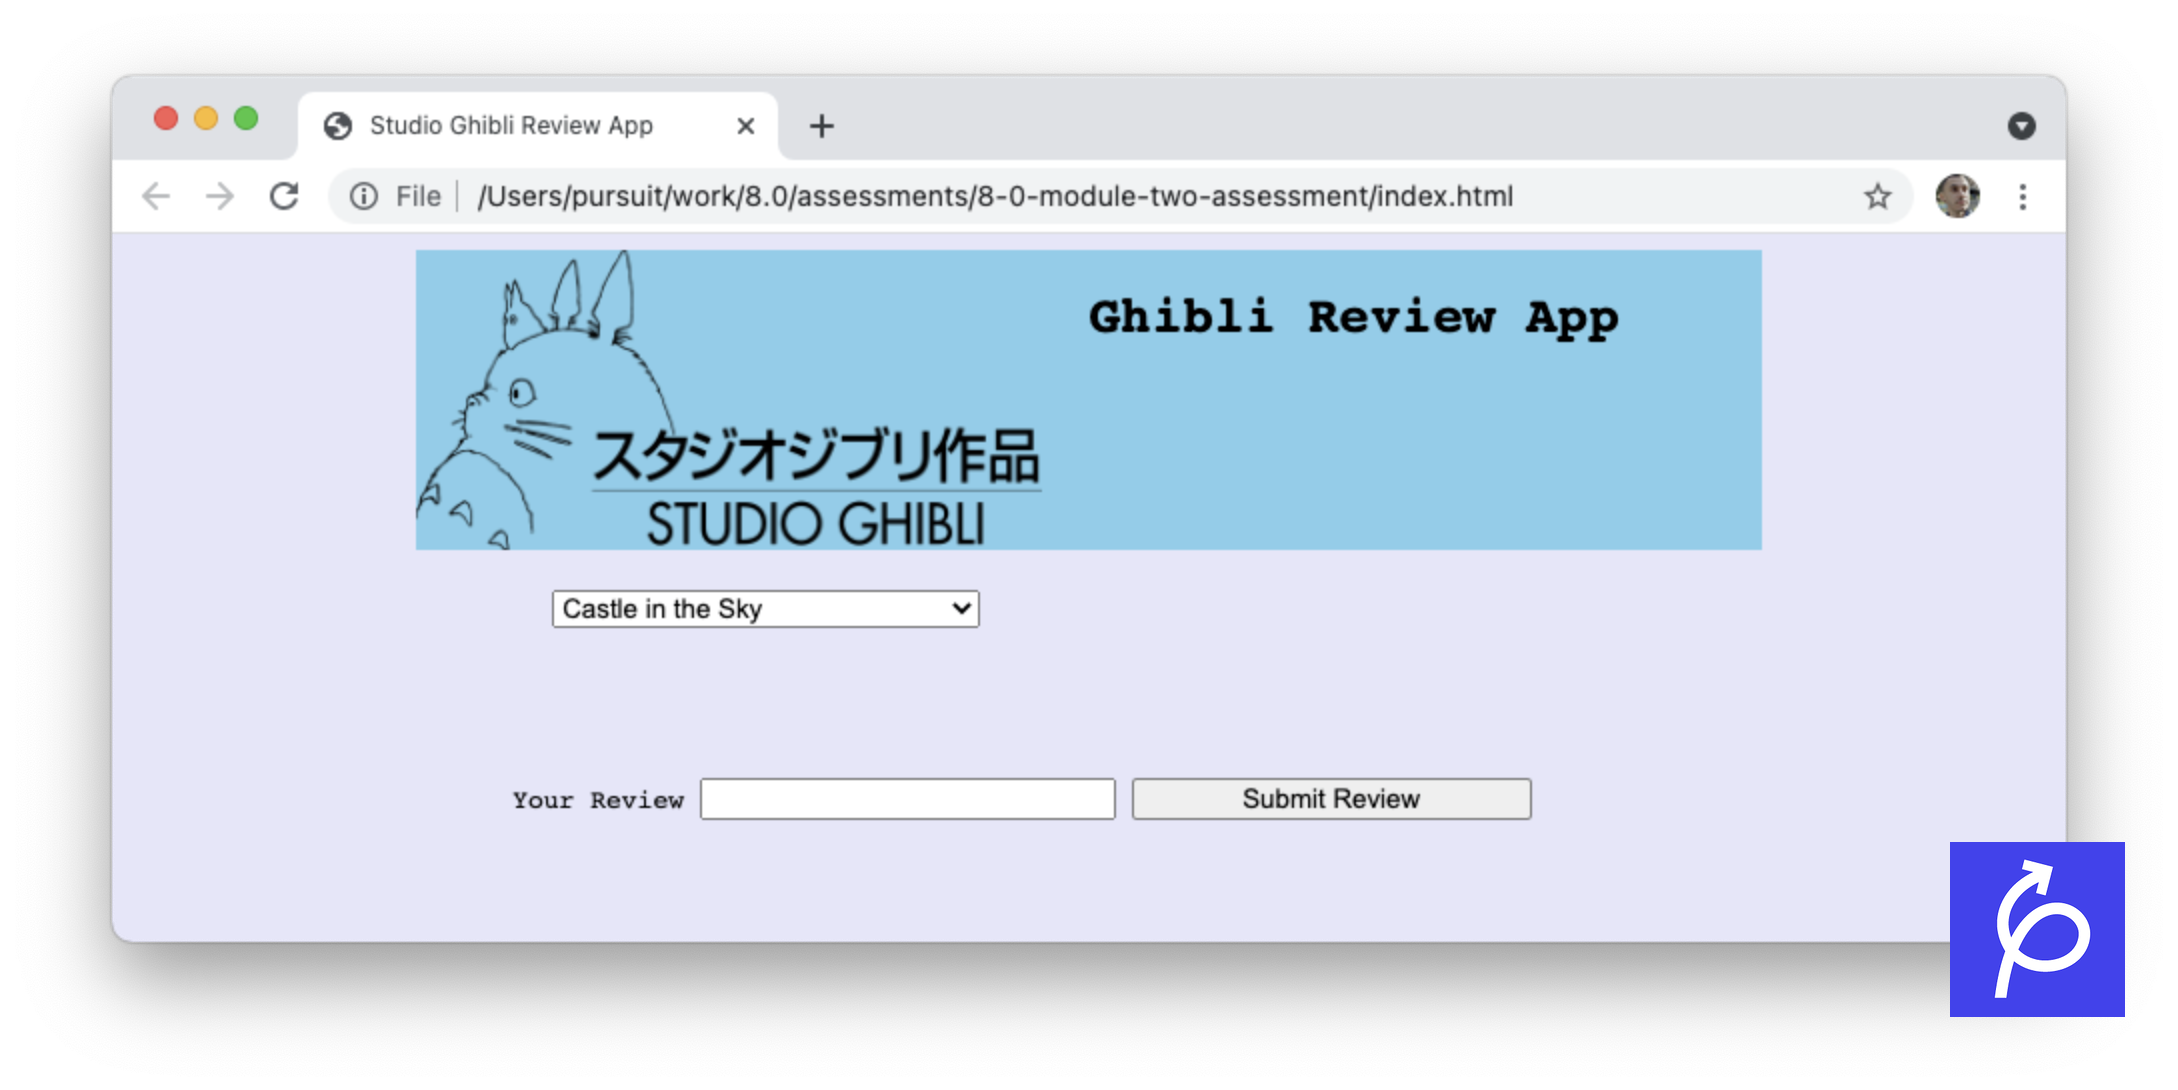 Studio Ghibli Review App
File /Users/pursuit/work/8.0/assessments/8-0-module-two-assessment/index.html
Ghibli Review App
スタジオジブリ作品
STUDIO GHIBLI
Castle in the Sky
Your Review
Submit Review